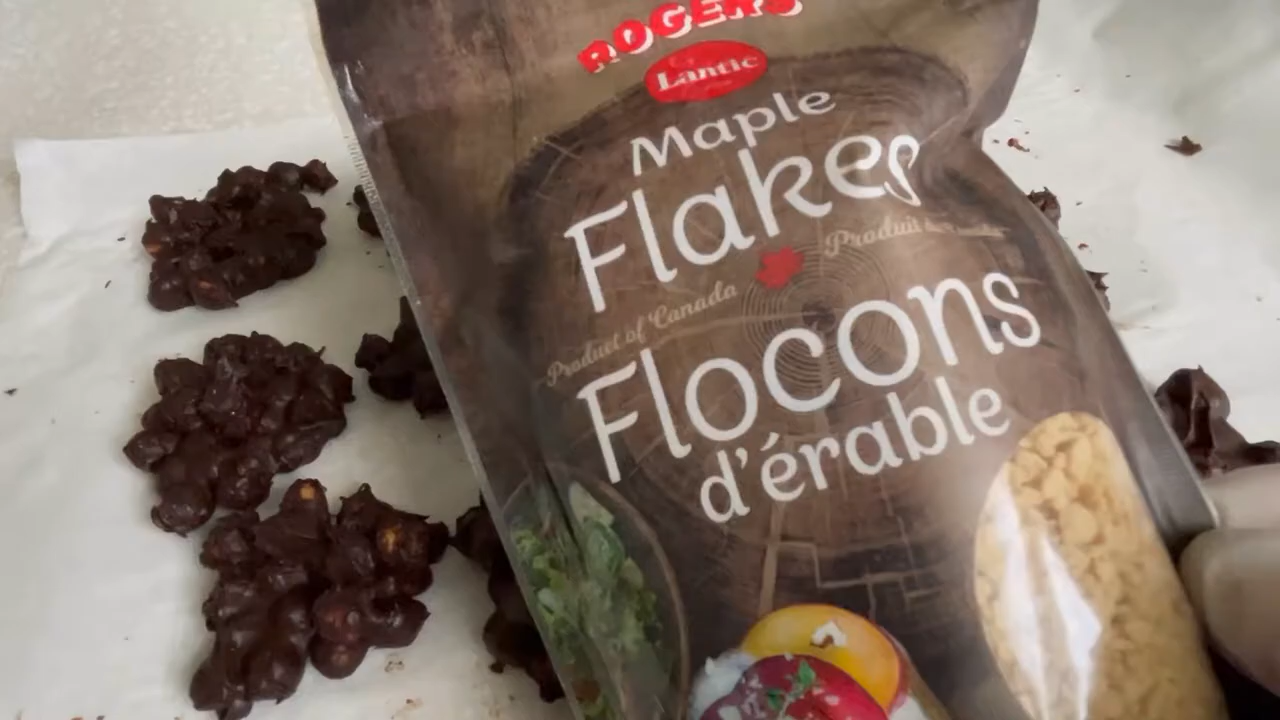 ROGERS
Lantic
Maple
Flakes
Product of Canada
Produit
Flocons
d'érable